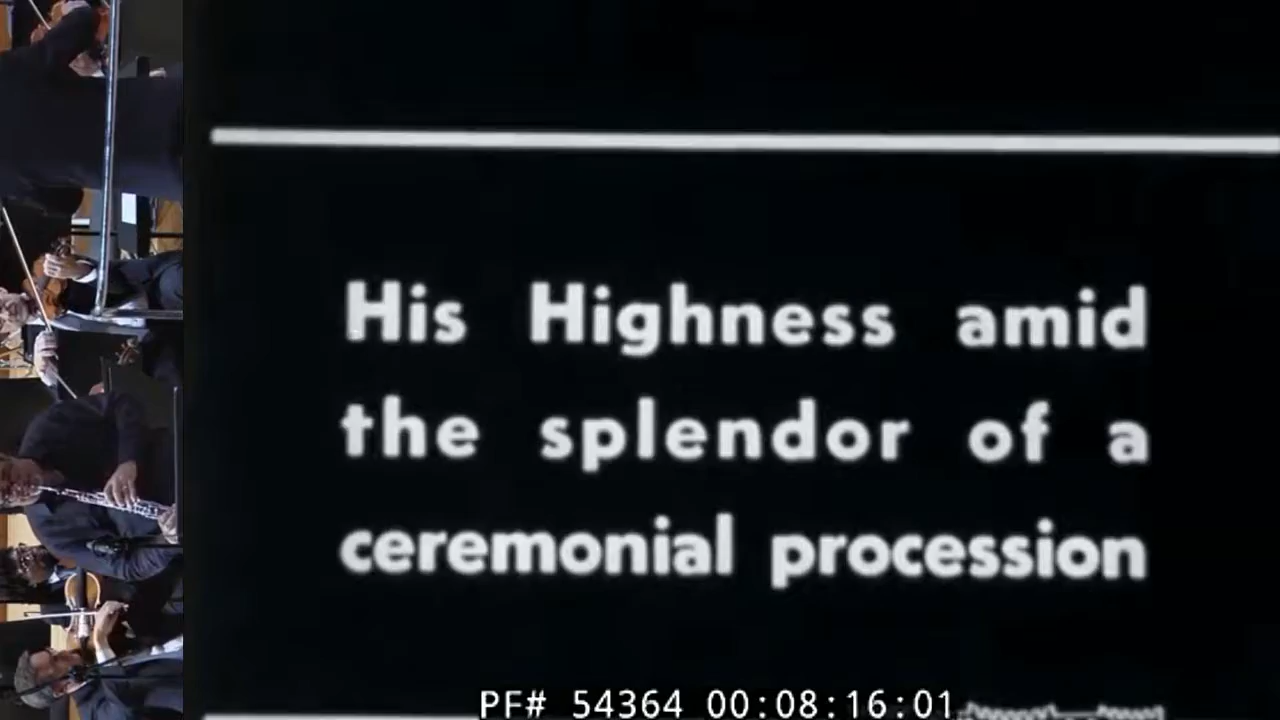 His Highness amid
the splendor of a
ceremonial procession
PF# 54364 00:08:16:01